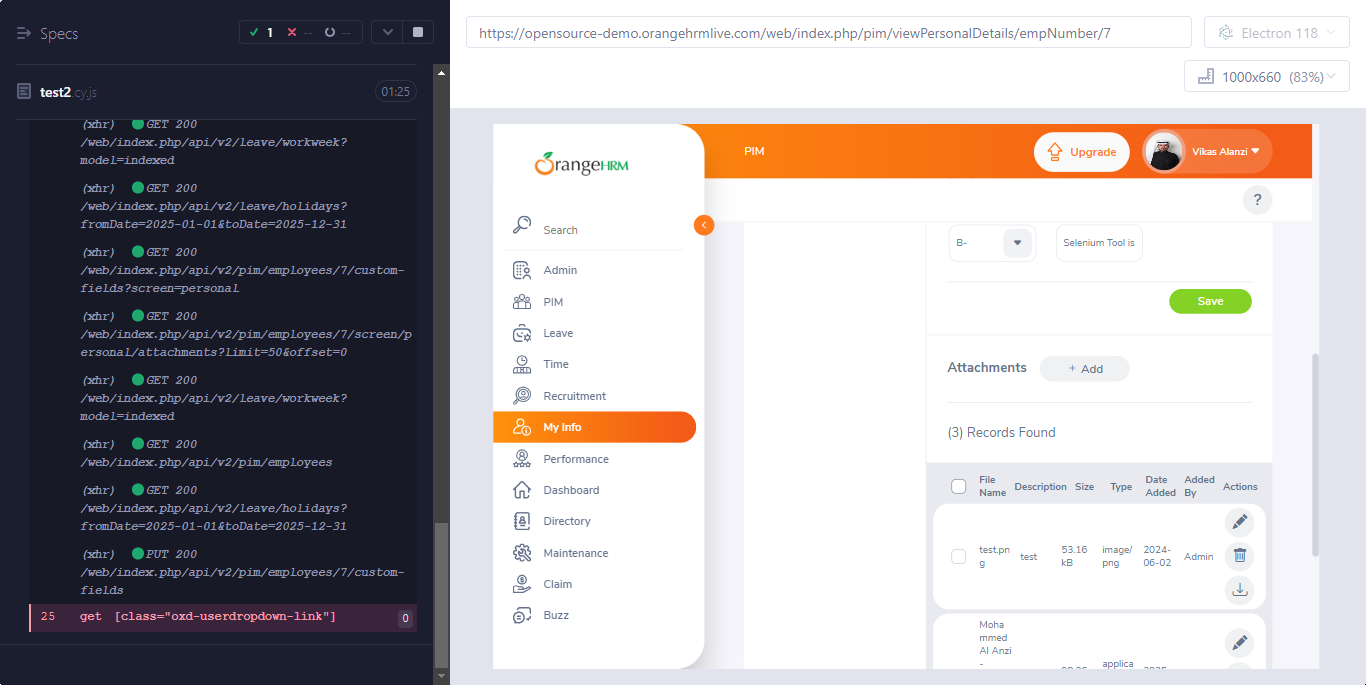 Specs
1
--
--
test2.cy.js
01:25
(xhr) GET 200
/web/index.php/api/v2/leave/workweek?
model=indexed
(xhr) GET 200
/web/index.php/api/v2/leave/holidays?
fromDate=2025-01-01&toDate=2025-12-31
(xhr) GET 200
/web/index.php/api/v2/pim/employees/7/custom-
fields?screen=personal
(xhr) GET 200
/web/index.php/api/v2/pim/employees/7/screen/p
ersonal/attachments?limit=50&offset=0
(xhr) GET 200
/web/index.php/api/v2/leave/workweek?
model=indexed
(xhr) GET 200
/web/index.php/api/v2/pim/employees
(xhr) GET 200
/web/index.php/api/v2/leave/holidays?
fromDate=2025-01-01&toDate=2025-12-31
(xhr) PUT 200
/web/index.php/api/v2/pim/employees/7/custom-
fields
25 get [class="oxd-userdropdown-link"] 0
https://opensource-demo.orangehrmlive.com/web/index.php/pim/viewPersonalDetails/empNumber/7
Electron 118
1000x660 (83%)
OrangeHRM
Search
Admin
PIM
Leave
Time
Recruitment
My Info
Performance
Dashboard
Directory
Maintenance
Claim
Buzz
PIM
Upgrade
Vikas Alanzi
?
B-
Selenium Tool is
Save
Attachments
+ Add
(3) Records Found
File Name Description Size Type Date Added Added By Actions
test.pn
g
test
53.16
kB
image/
png
2024-
06-02
Admin
Moha
mmed
Al Anzi
-
applica